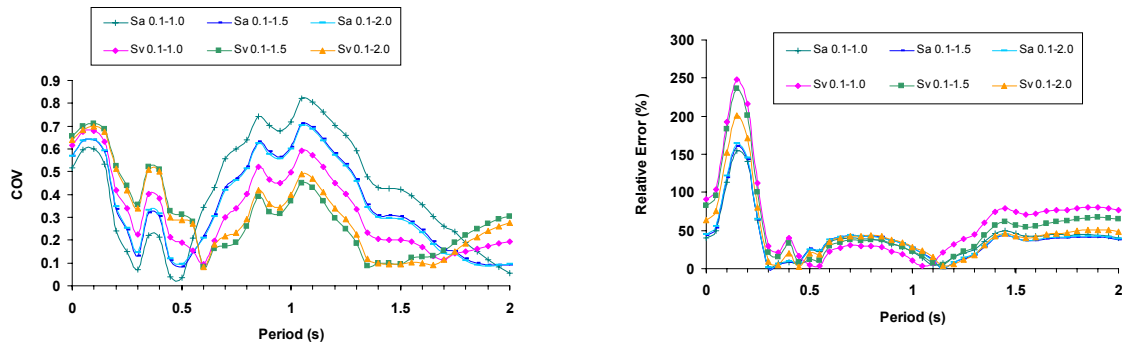 Sa 0.1-1.0 Sa 0.1-1.5 Sa 0.1-2.0
Sv 0.1-1.0 Sv 0.1-1.5 Sv 0.1-2.0
COV
0.9
0.8
0.7
0.6
0.5
0.4
0.3
0.2
0.1
0
0 0.5 1 1.5 2
Period (s)
Sa 0.1-1.0 Sa 0.1-1.5 Sa 0.1-2.0
Sv 0.1-1.0 Sv 0.1-1.5 Sv 0.1-2.0
Relative Error (%)
300
250
200
150
100
50
0
0 0.5 1 1.5 2
Period (s)